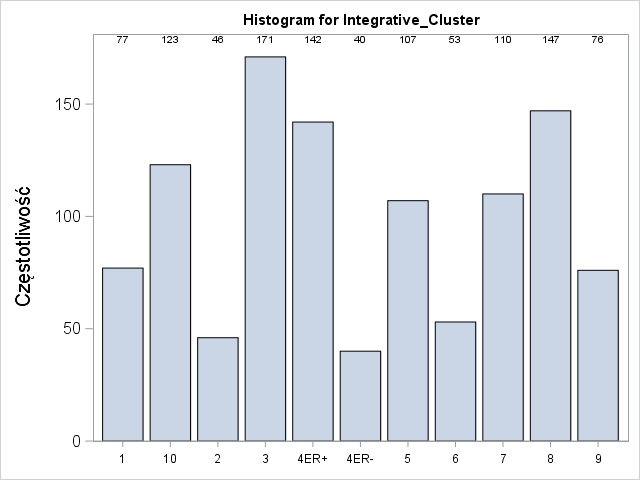 Histogram for Integrative_Cluster
77 123 46 171 142 40 107 53 110 147 76
Częstotliwość
150
100
50
0
1 10 2 3 4ER+ 4ER- 5 6 7 8 9